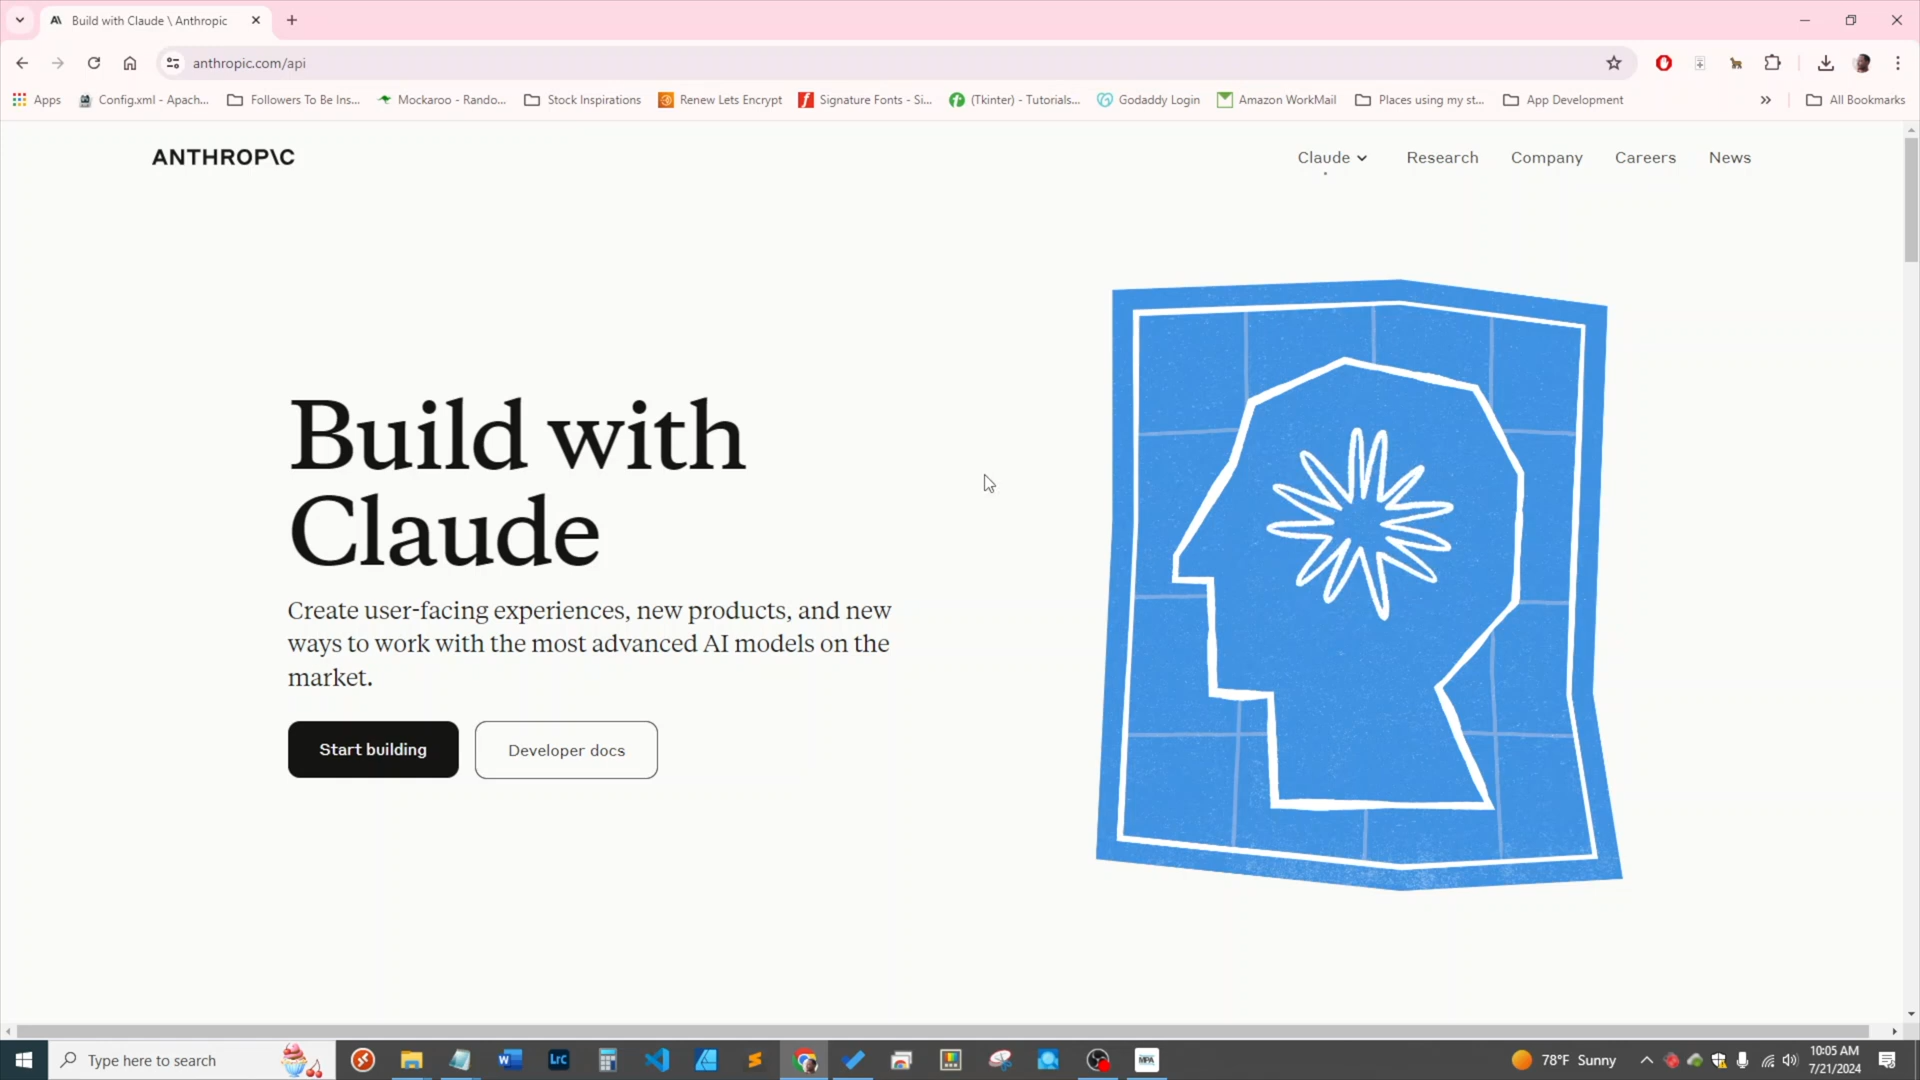 Build with Claude \ Anthropic
anthropic.com/api
Apps
Config.xml - Apach...
Followers To Be Ins...
Mockaroo - Rando...
Stock Inspirations
Renew Lets Encrypt
Signature Fonts - Si...
(Tkinter) - Tutorials...
Godaddy Login
Amazon WorkMail
Places using my st...
App Development
All Bookmarks
ANTHROP\C
Claude
Research
Company
Careers
News
Build with
Claude
Create user-facing experiences, new products, and new
ways to work with the most advanced AI models on the
market.
Start building
Developer docs
Type here to search
Lrc
MPA
78°F Sunny
10:05 AM
7/21/2024